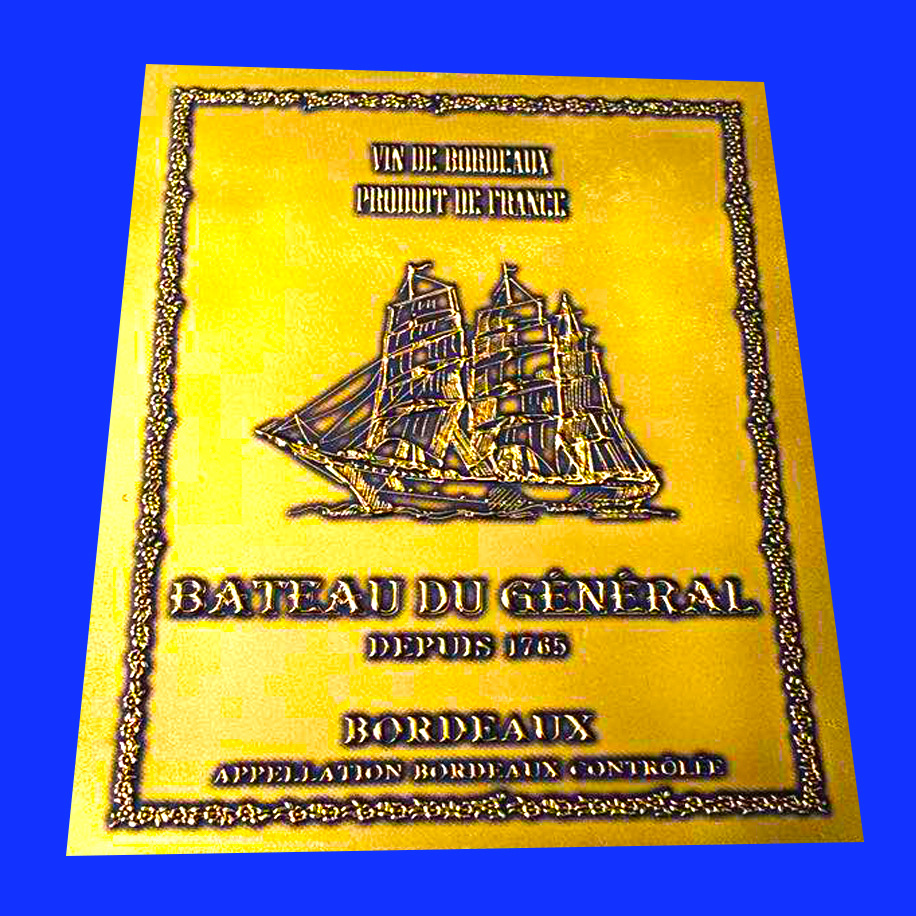 VIN DE BORDEAUX
PRODUIT DE FRANCE
BATEAU DU GÉNÉRAL
DEPUIS 1765
BORDEAUX
APPELLATION BORDEAUX CONTRÔLÉE